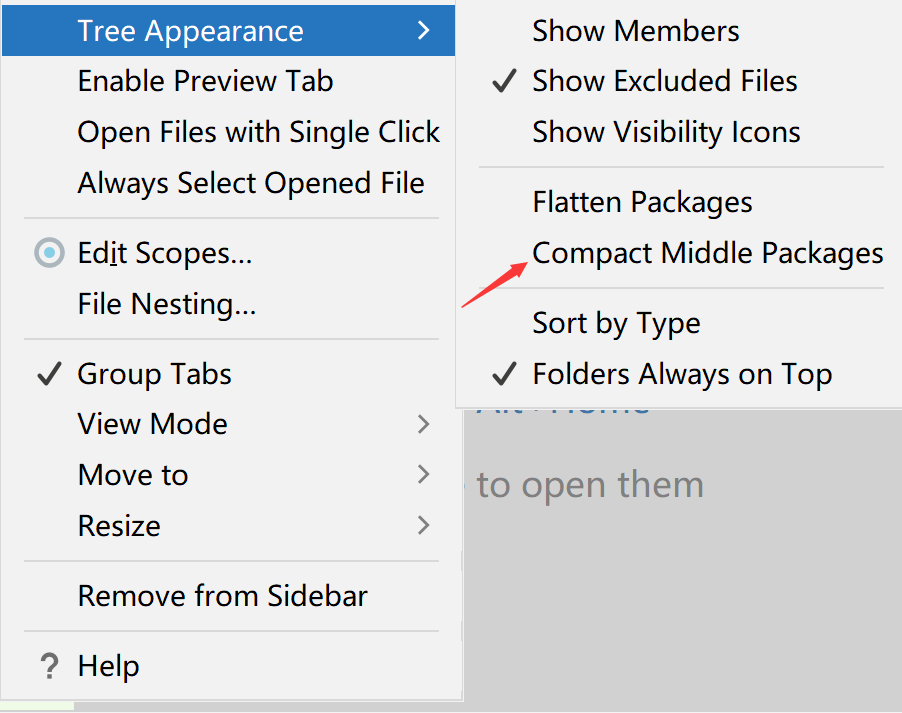 Tree Appearance
Enable Preview Tab
Open Files with Single Click
Always Select Opened File
Edit Scopes...
File Nesting...
Group Tabs
View Mode
Move to
Resize
Remove from Sidebar
? Help
Show Members
Show Excluded Files
Show Visibility Icons
Flatten Packages
Compact Middle Packages
Sort by Type
Folders Always on Top
to open them